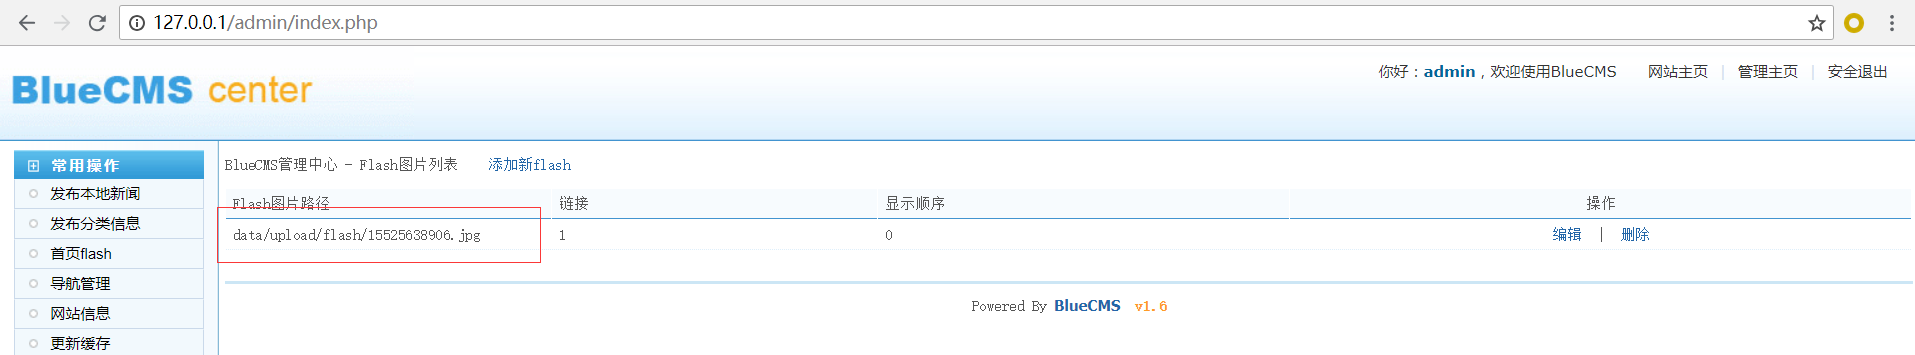 127.0.0.1/admin/index.php
BlueCMS center
你好：admin，欢迎使用BlueCMS 网站主页 | 管理主页 | 安全退出
常用操作
发布本地新闻
发布分类信息
首页flash
导航管理
网站信息
更新缓存
BlueCMS管理中心 - Flash图片列表 添加新flash
Flash图片路径 链接 显示顺序 操作
data/upload/flash/15525638906.jpg 1 0 编辑 | 删除
Powered By BlueCMS v1.6